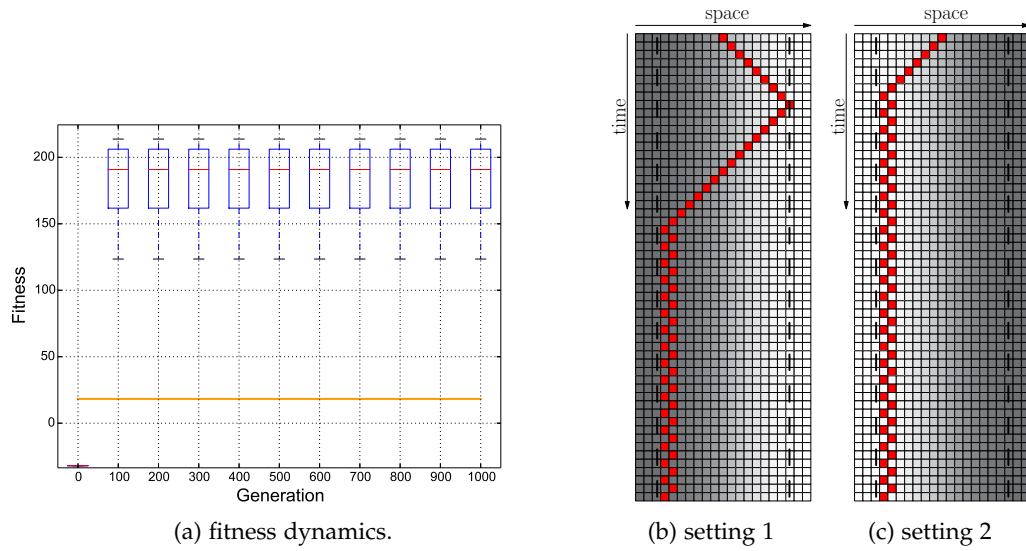 space
space
time
time
Fitness
200
150
100
50
0
0 100 200 300 400 500 600 700 800 900 1000
Generation
(a) fitness dynamics.
(b) setting 1
(c) setting 2